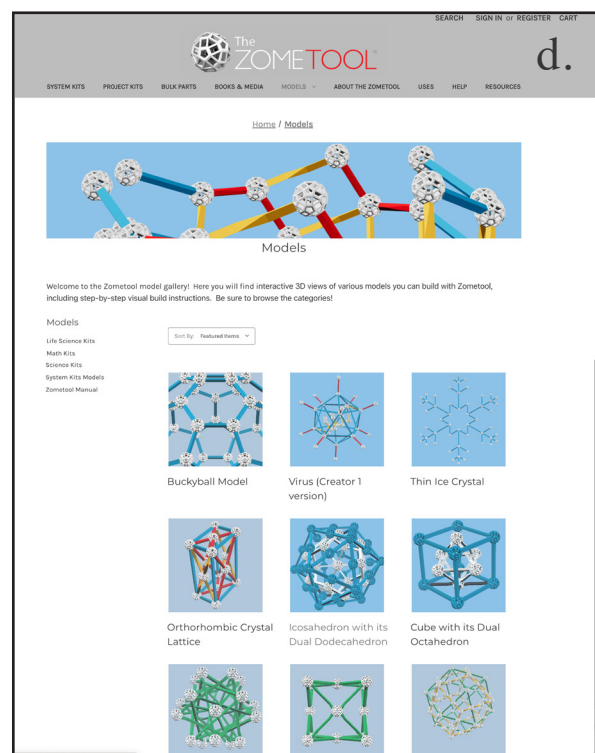 SEARCH SIGN IN or REGISTER CART
The
ZOMETOOL
d.
SYSTEM KITS PROJECT KITS BULK PARTS BOOKS & MEDIA MODELS ABOUT THE ZOMETOOL USES HELP RESOURCES
Home / Models
Models
Welcome to the Zometool model gallery! Here you will find interactive 3D views of various models you can build with Zometool,
including step-by-step visual build instructions. Be sure to browse the categories!
Models
Life Science Kits
Math Kits
Science Kits
System Kits Models
Zometool Manual
Sort By: Featured Items
Buckyball Model
Virus (Creator 1
version)
Thin Ice Crystal
Orthorhombic Crystal
Lattice
Icosahedron with its
Dual Dodecahedron
Cube with its Dual
Octahedron